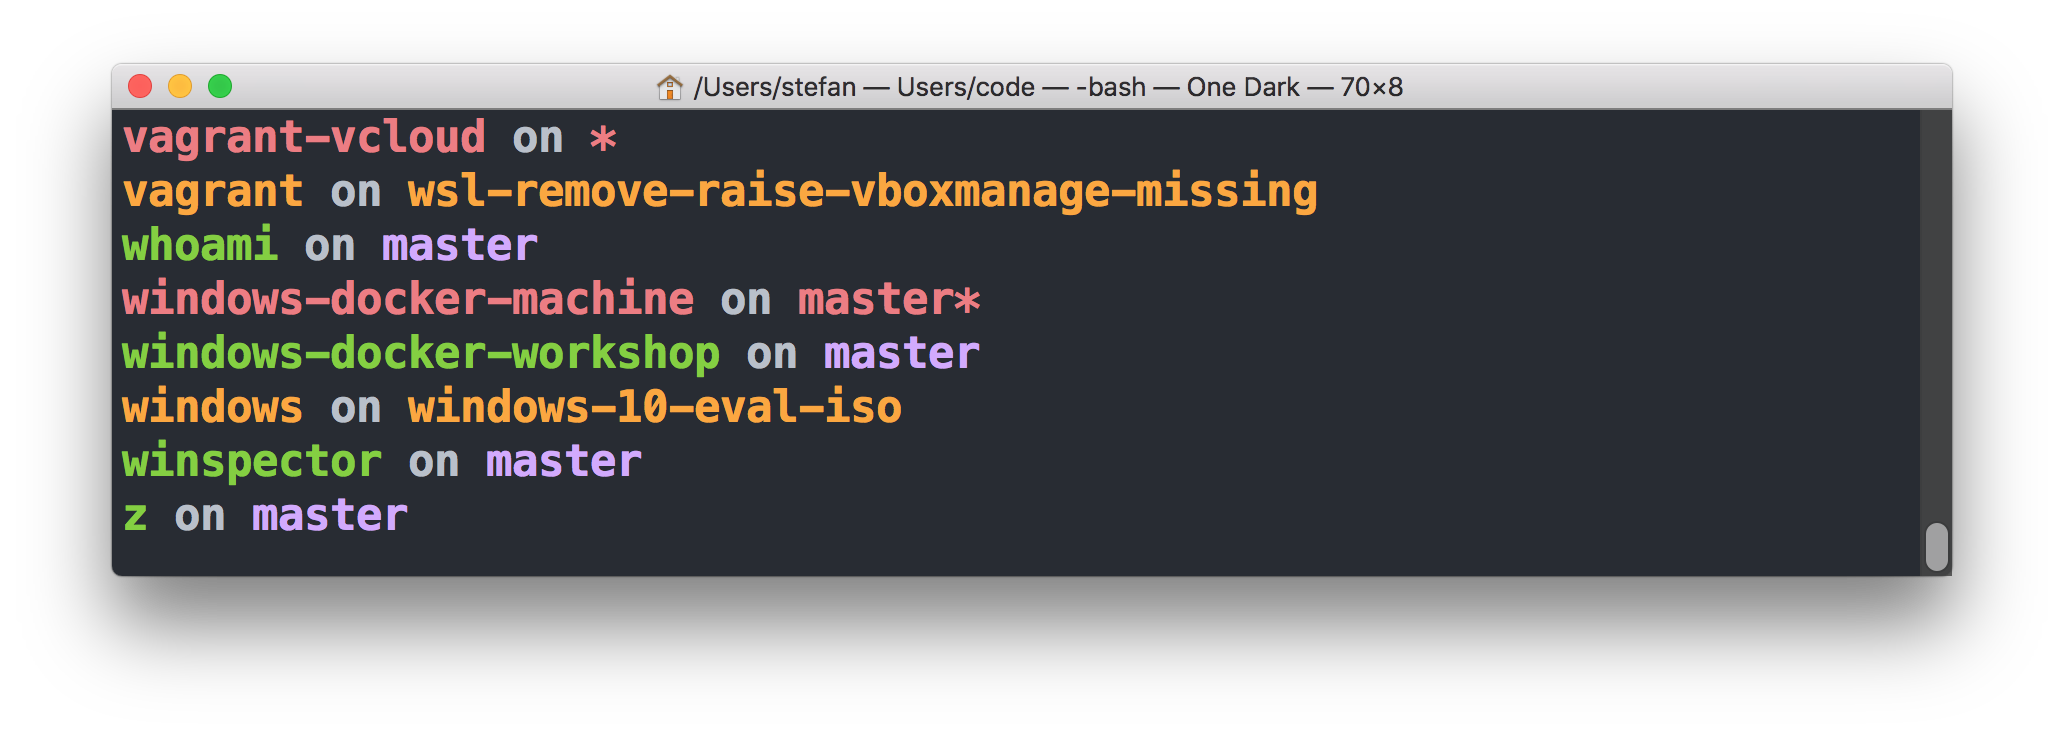 /Users/stefan — Users/code — -bash — One Dark — 70×8
vagrant-vcloud on *
vagrant on wsl-remove-raise-vboxmanage-missing
whoami on master
windows-docker-machine on master*
windows-docker-workshop on master
windows on windows-10-eval-iso
winspector on master
z on master